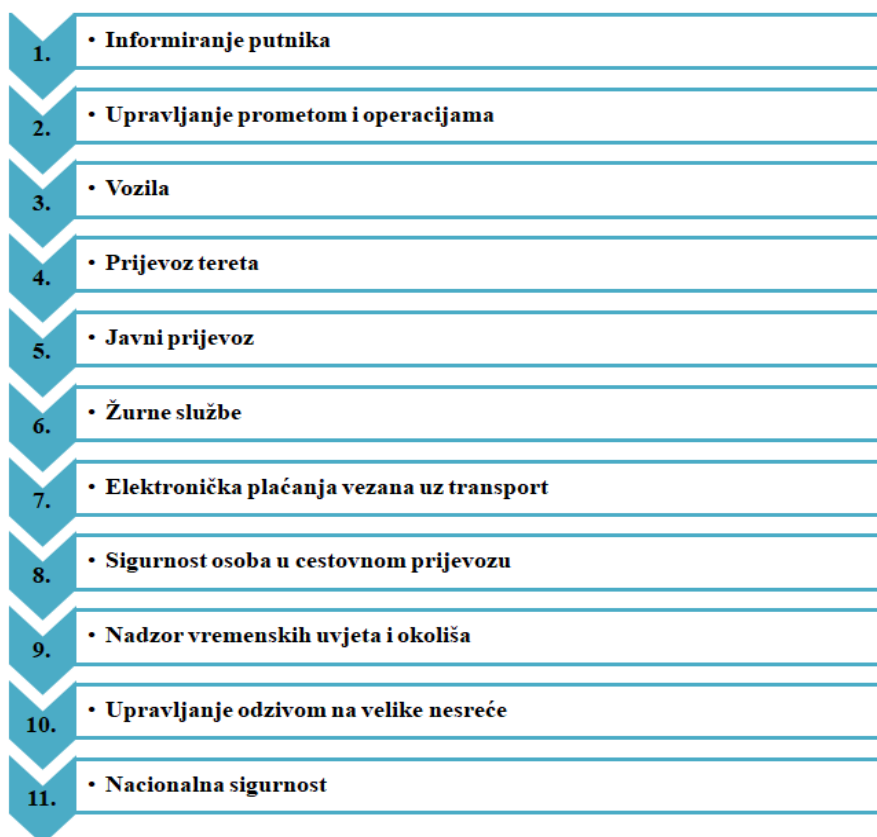 1. • Informiranje putnika
2. • Upravljanje prometom i operacijama
3. • Vozila
4. • Prijevoz tereta
5. • Javni prijevoz
6. • Žurne službe
7. • Elektronička plaćanja vezana uz transport
8. • Sigurnost osoba u cestovnom prijevozu
9. • Nadzor vremenskih uvjeta i okoliša
10. • Upravljanje odzivom na velike nesreće
11. • Nacionalna sigurnost